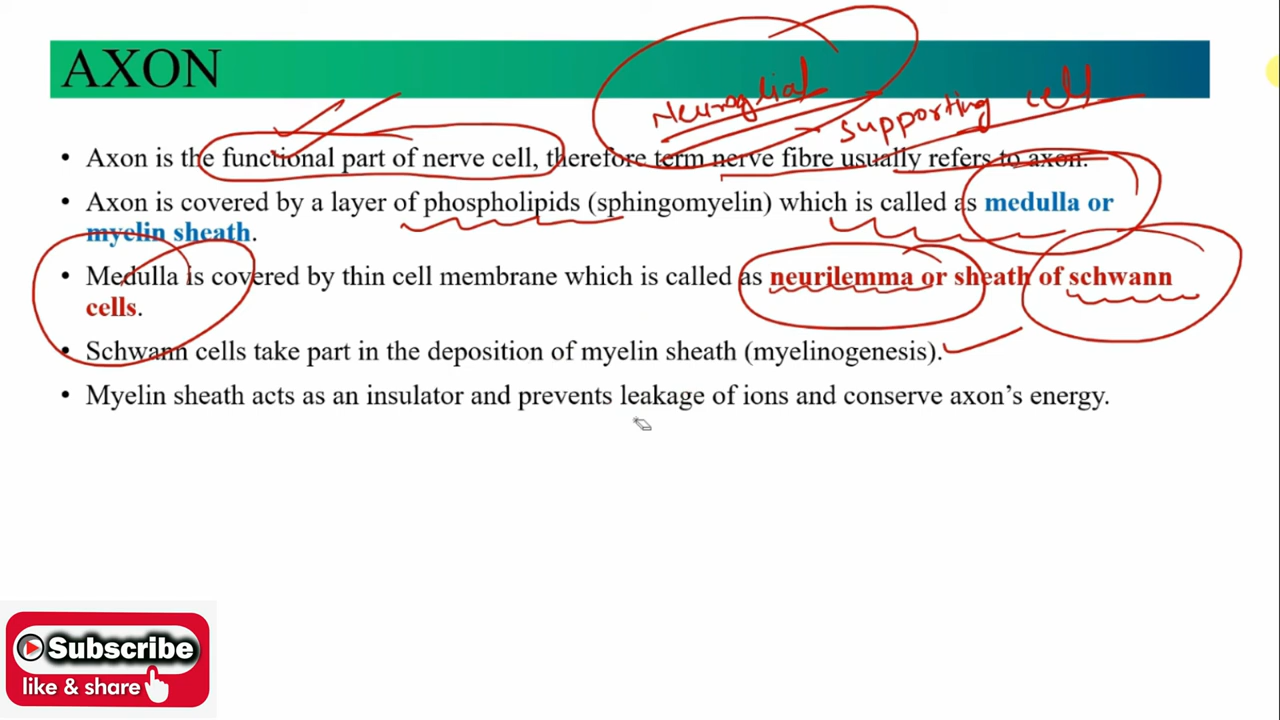 AXON
Neuroglial
supporting cell
• Axon is the functional part of nerve cell, therefore term nerve fibre usually refers to axon.
• Axon is covered by a layer of phospholipids (sphingomyelin) which is called as medulla or
myelin sheath.
• Medulla is covered by thin cell membrane which is called as neurilemma or sheath of schwann
cells.
• Schwann cells take part in the deposition of myelin sheath (myelinogenesis).
• Myelin sheath acts as an insulator and prevents leakage of ions and conserve axon’s energy.
Subscribe
like & share